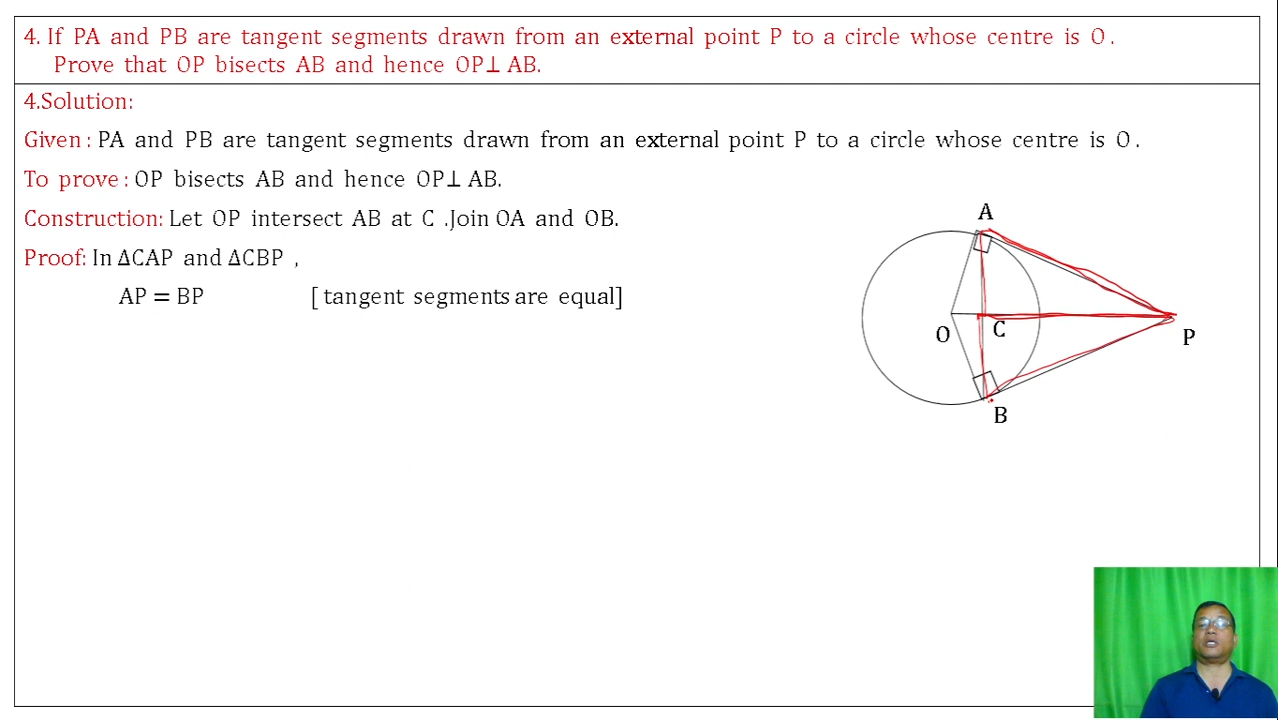 4. If PA and PB are tangent segments drawn from an external point P to a circle whose centre is O.
Prove that OP bisects AB and hence OP⊥ AB.
4.Solution:
Given : PA and PB are tangent segments drawn from an external point P to a circle whose centre is O.
To prove : OP bisects AB and hence OP⊥ AB.
Construction: Let OP intersect AB at C .Join OA and OB.
Proof: In ∆CAP and ∆CBP ,
AP = BP [ tangent segments are equal]
A
O
C
P
B